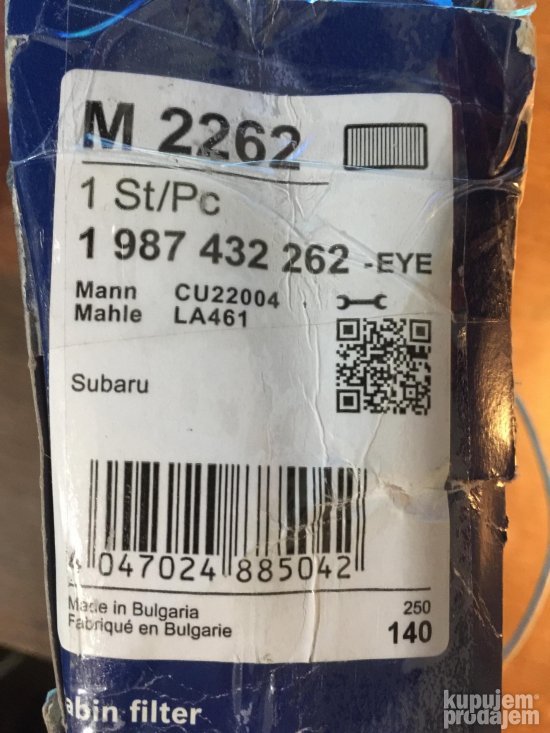 M 2262
1 St/Pc
1 987 432 262 -EYE
Mann CU22004
Mahle LA461
Subaru
4 047024 885042
Made in Bulgaria
Fabriqué en Bulgarie
250
140
abin filter
kupujem
prodajem